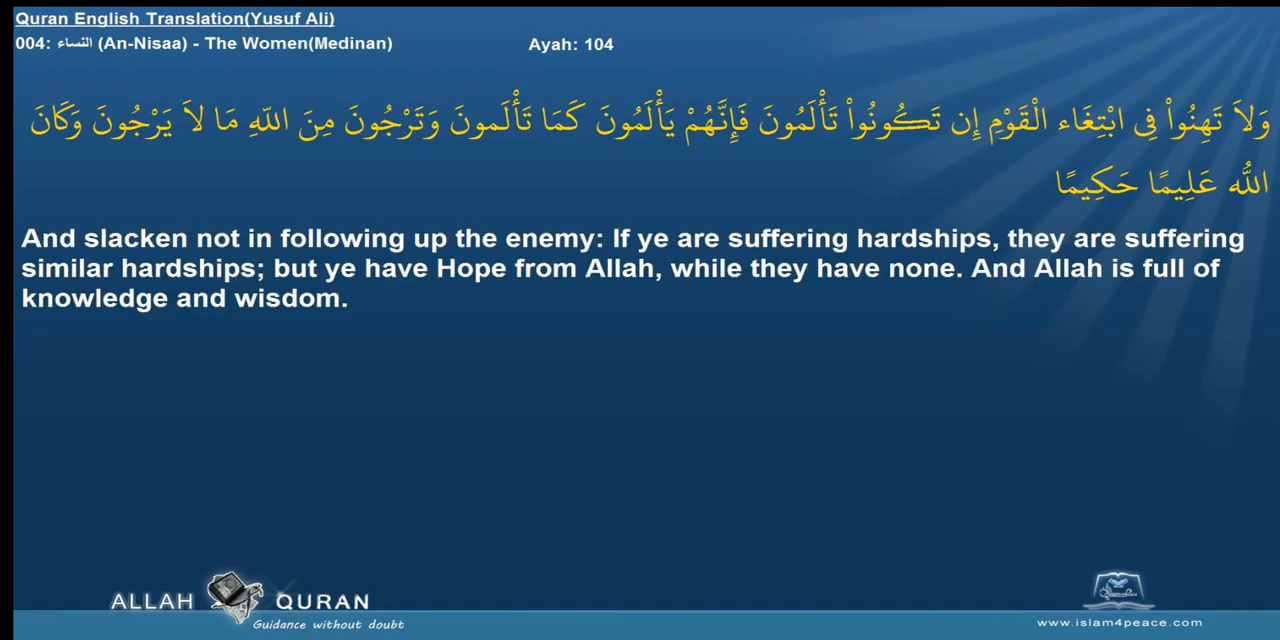 Quran English Translation(Yusuf Ali)
004: النساء (An-Nisaa) - The Women(Medinan) Ayah: 104
وَلاَ تَهِنُواْ فِى ابْتِغَاء الْقَوْمِ إِن تَكُونُواْ تَأْلَمُونَ فَإِنَّهُمْ يَأْلَمُونَ كَمَا تَأْلَمونَ وَتَرْجُونَ مِنَ اللّهِ مَا لاَ يَرْجُونَ وَكَانَ
اللّه عَلِيمًا حَكِيمًا
And slacken not in following up the enemy: If ye are suffering hardships, they are suffering
similar hardships; but ye have Hope from Allah, while they have none. And Allah is full of
knowledge and wisdom.
ALLAH QURAN
Guidance without doubt
www.islam4peace.com